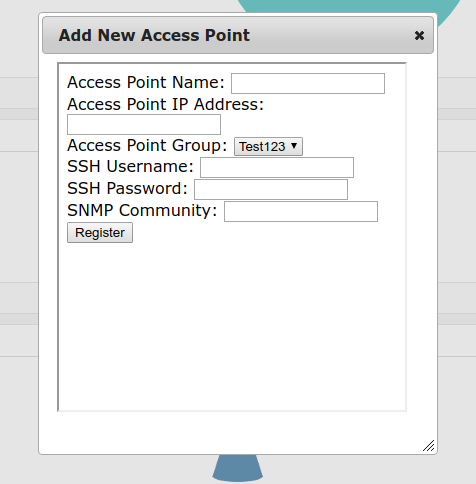 Add New Access Point
Access Point Name:
Access Point IP Address:
Access Point Group: Test123
SSH Username:
SSH Password:
SNMP Community:
Register